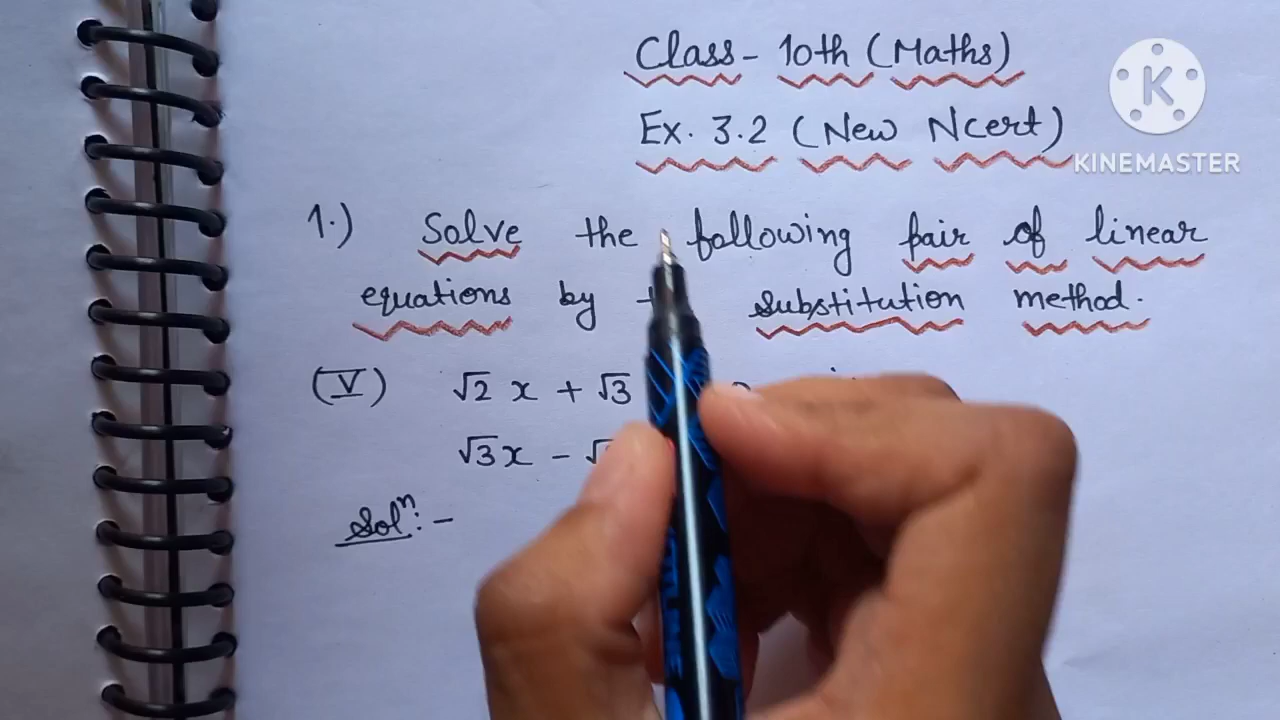 Class - 10th (Maths)
Ex. 3.2 (New Ncert)
K
KINEMASTER
1.) Solve the following pair of linear
equations by substitution method.
(V) √2 x + √3
√3x - √
Solⁿ:-